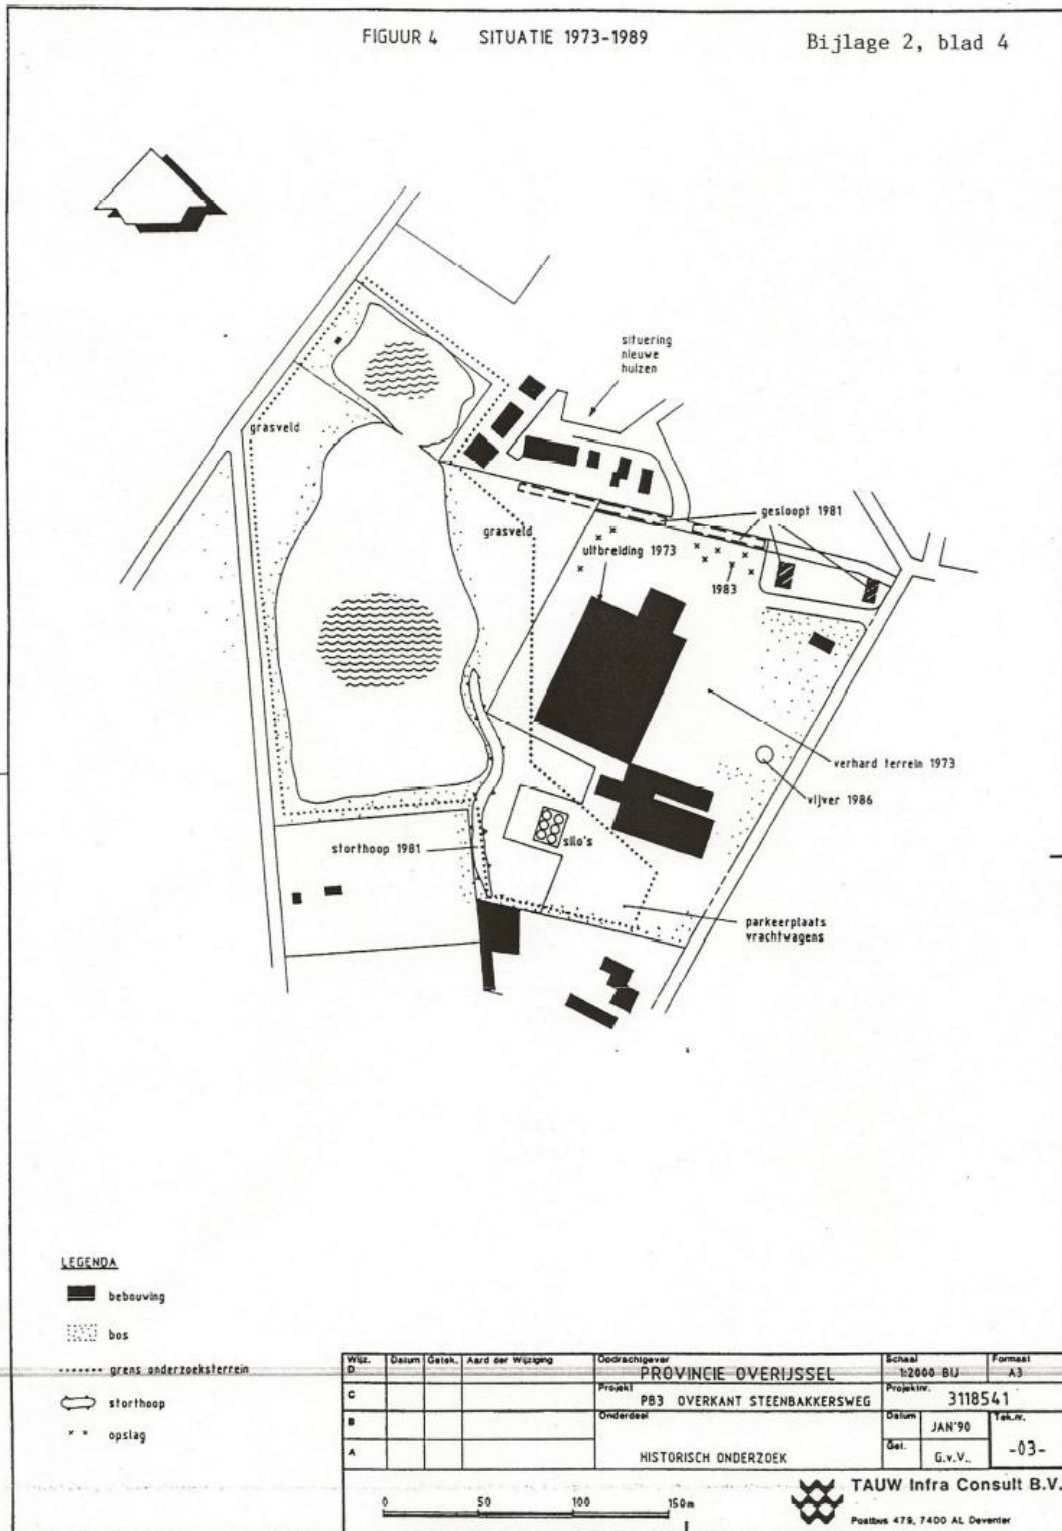 FIGUUR 4 SITUATIE 1973-1989
Bijlage 2, blad 4
situering
nieuwe
huizen
grasveld
grasveld
gesloopt 1981
uitbreiding 1973
1983
verhard terrein 1973
vijver 1986
storthoop 1981
silo's
parkeerplaats
vrachtwagens
LEGENDA
bebouwing
bos
grens onderzoeksterrein
storthoop
opslag
Wijz. Datum Getek. Aard der Wijziging
D
C
B
A
Opdrachtgever
PROVINCIE OVERIJSSEL
Schaal
1:2000 BIJ
Formaat
A3
Projekt
PB3 OVERKANT STEENBAKKERSWEG
Projektnr.
3118541
Onderdeel
HISTORISCH ONDERZOEK
Datum
JAN'90
Tek.nr.
-03-
Get.
G.v.V.
0 50 100 150m
TAUW Infra Consult B.V.
Postbus 479, 7400 AL Deventer